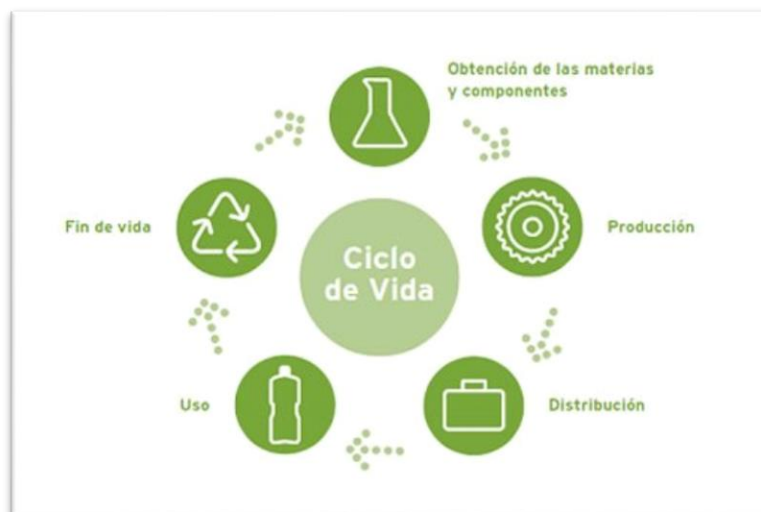 Obtención de las materias
y componentes
Producción
Distribución
Uso
Fin de vida
Ciclo
de Vida